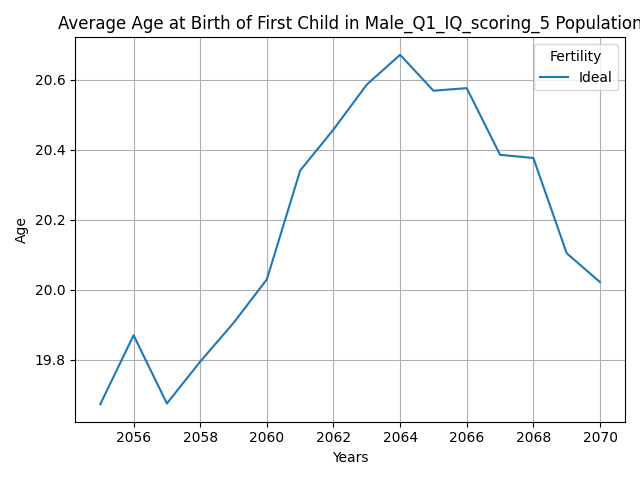 Average Age at Birth of First Child in Male_Q1_IQ_scoring_5 Population
Fertility
Ideal
20.6
20.4
20.2
20.0
19.8
Age
2056 2058 2060 2062 2064 2066 2068 2070
Years